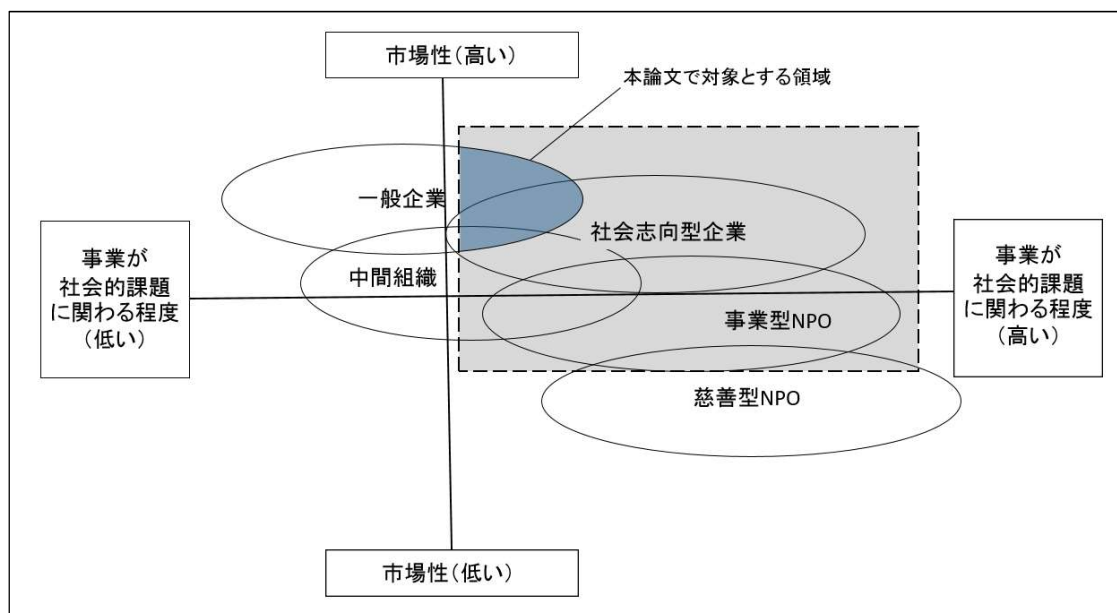 市場性(高い)
本論文で対象とする領域
一般企業
社会志向型企業
事業が
社会的課題
に関わる程度
(低い)
中間組織
事業が
社会的課題
に関わる程度
(高い)
事業型NPO
慈善型NPO
市場性(低い)